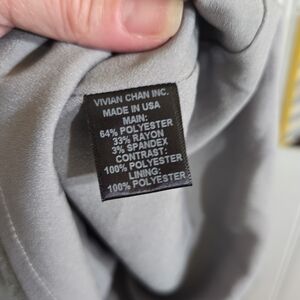 VIVIAN CHAN INC.
MADE IN USA
MAIN:
64% POLYESTER
33% RAYON
3% SPANDEX
CONTRAST:
100% POLYESTER
LINING:
100% POLYESTER